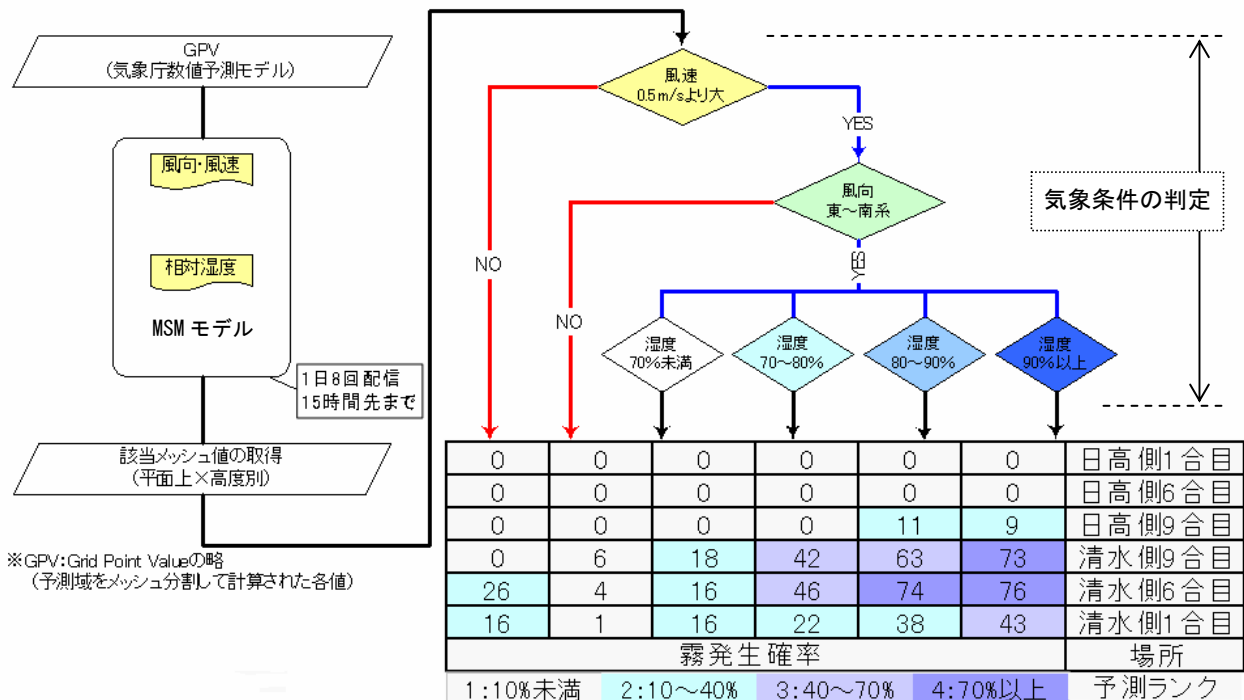 GPV
(気象庁数値予測モデル)
風向・風速
相対湿度
MSM モデル
1日8回配信
15時間先まで
該当メッシュ値の取得
(平面上×高度別)
※GPV:Grid Point Valueの略
(予測域をメッシュ分割して計算された各値)
風速
0.5m/sより大
YES
風向
東～南系
気象条件の判定
NO
YES
NO
湿度
70%未満
湿度
70～80%
湿度
80～90%
湿度
90%以上
0 0 0 0 0 0 日高側1合目
0 0 0 0 0 0 日高側6合目
0 0 0 0 11 9 日高側9合目
0 6 18 42 63 73 清水側9合目
26 4 16 46 74 76 清水側6合目
16 1 16 22 38 43 清水側1合目
霧発生確率 場所
1:10%未満 2:10～40% 3:40～70% 4:70%以上 予測ランク